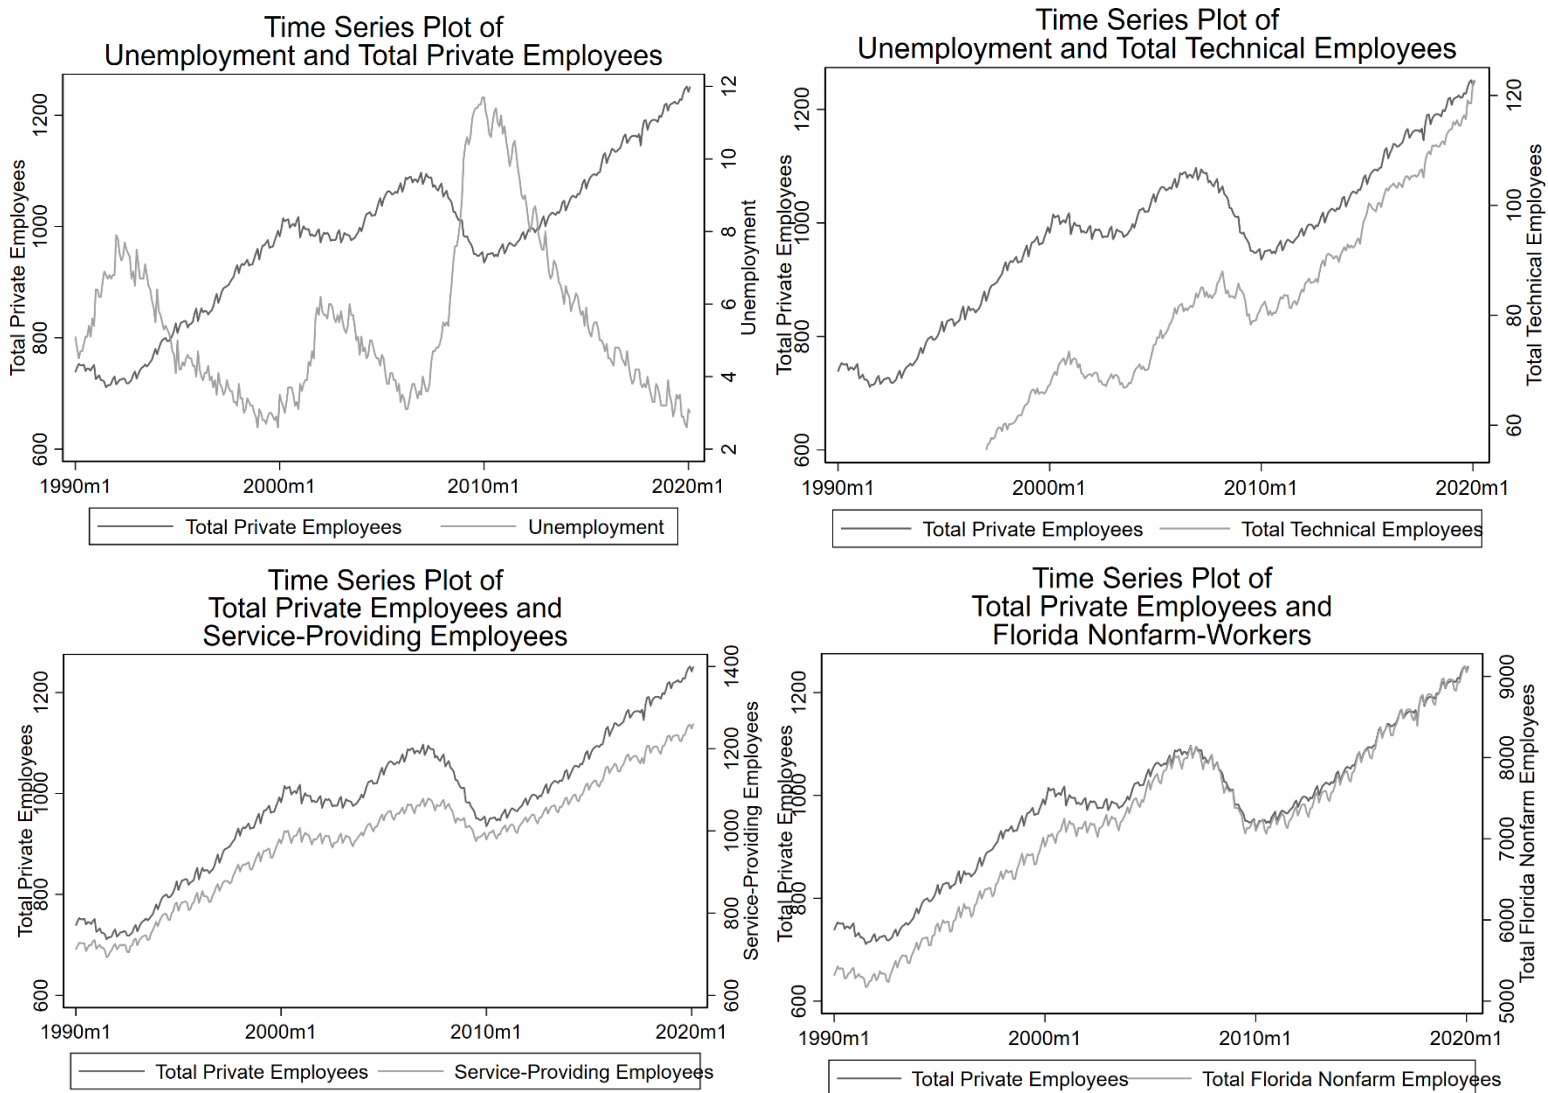 Time Series Plot of
Unemployment and Total Private Employees
Total Private Employees
600
800
1000
1200
Unemployment
2
4
6
8
10
12
1990m1
2000m1
2010m1
2020m1
Total Private Employees
Unemployment
Time Series Plot of
Unemployment and Total Technical Employees
Total Private Employees
600
800
1000
1200
Total Technical Employees
60
80
100
120
1990m1
2000m1
2010m1
2020m1
Total Private Employees
Total Technical Employees
Time Series Plot of
Total Private Employees and
Service-Providing Employees
Total Private Employees
600
800
1000
1200
Service-Providing Employees
600
800
1000
1200
1400
1990m1
2000m1
2010m1
2020m1
Total Private Employees
Service-Providing Employees
Time Series Plot of
Total Private Employees and
Florida Nonfarm-Workers
Total Private Employees
600
800
1000
1200
Total Florida Nonfarm Employees
5000
6000
7000
8000
9000
1990m1
2000m1
2010m1
2020m1
Total Private Employees
Total Florida Nonfarm Employees